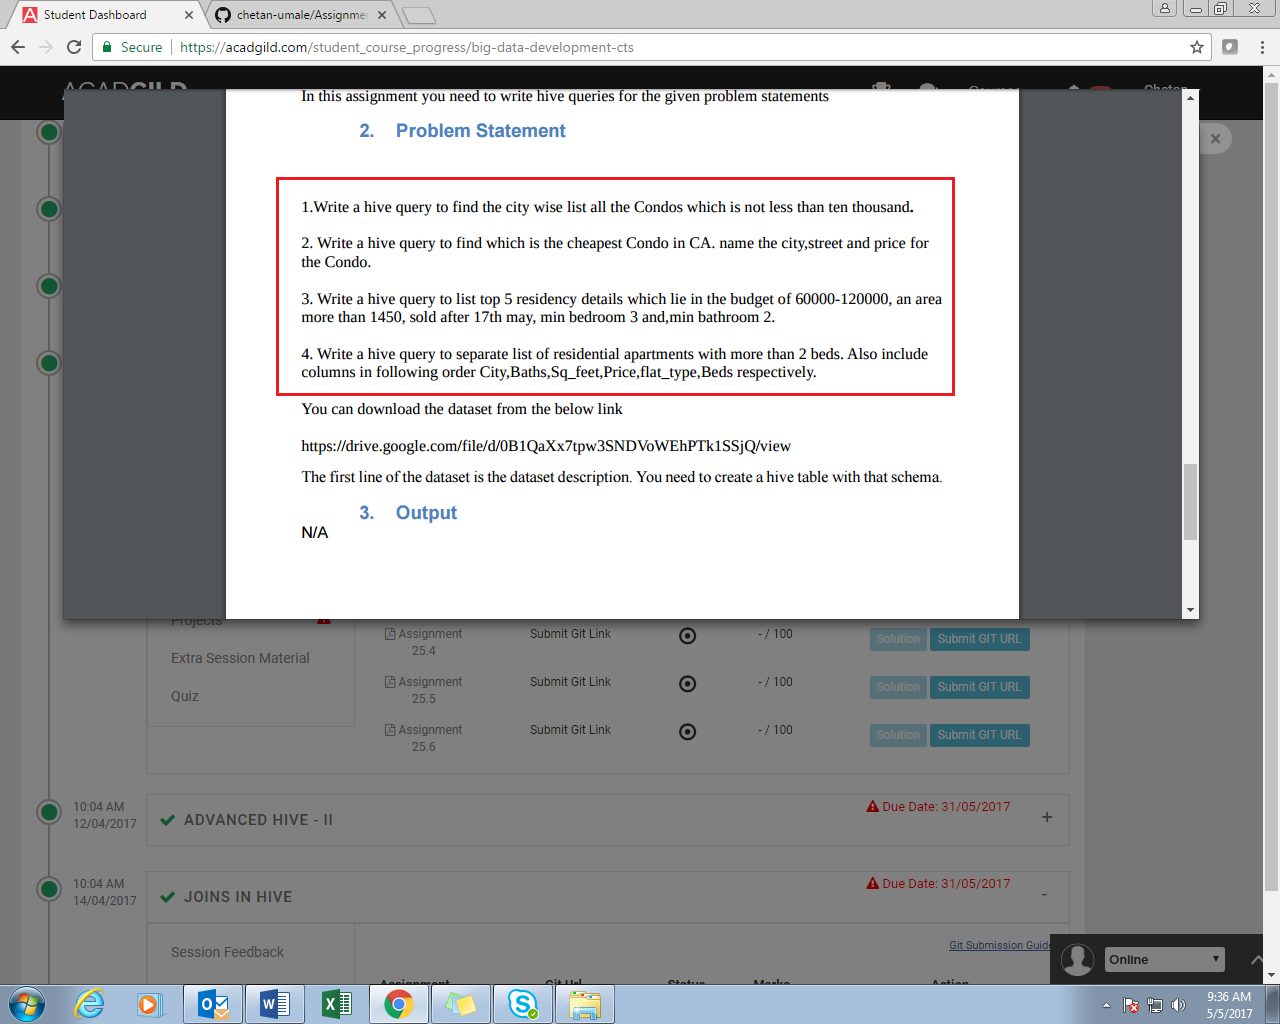 Student Dashboard
chetan-umale/Assignme
Secure
https://acadgild.com/student_course_progress/big-data-development-cts
In this assignment you need to write hive queries for the given problem statements
2. Problem Statement
1.Write a hive query to find the city wise list all the Condos which is not less than ten thousand.
2. Write a hive query to find which is the cheapest Condo in CA. name the city,street and price for
the Condo.
3. Write a hive query to list top 5 residency details which lie in the budget of 60000-120000, an area
more than 1450, sold after 17th may, min bedroom 3 and,min bathroom 2.
4. Write a hive query to separate list of residential apartments with more than 2 beds. Also include
columns in following order City,Baths,Sq_feet,Price,flat_type,Beds respectively.
You can download the dataset from the below link
https://drive.google.com/file/d/0B1QaXx7tpw3SNDVoWEhPTk1SSjQ/view
The first line of the dataset is the dataset description. You need to create a hive table with that schema.
3. Output
N/A
Projects
Extra Session Material
Quiz
Assignment
25.4
Submit Git Link
- / 100
Solution
Submit GIT URL
Assignment
25.5
Submit Git Link
- / 100
Solution
Submit GIT URL
Assignment
25.6
Submit Git Link
- / 100
Solution
Submit GIT URL
10:04 AM
12/04/2017
ADVANCED HIVE - II
Due Date: 31/05/2017
+
10:04 AM
14/04/2017
JOINS IN HIVE
Due Date: 31/05/2017
-
Session Feedback
Git Submission Guide
Assignment
Git Url
Status
Marks
Action
Online
9:36 AM
5/5/2017